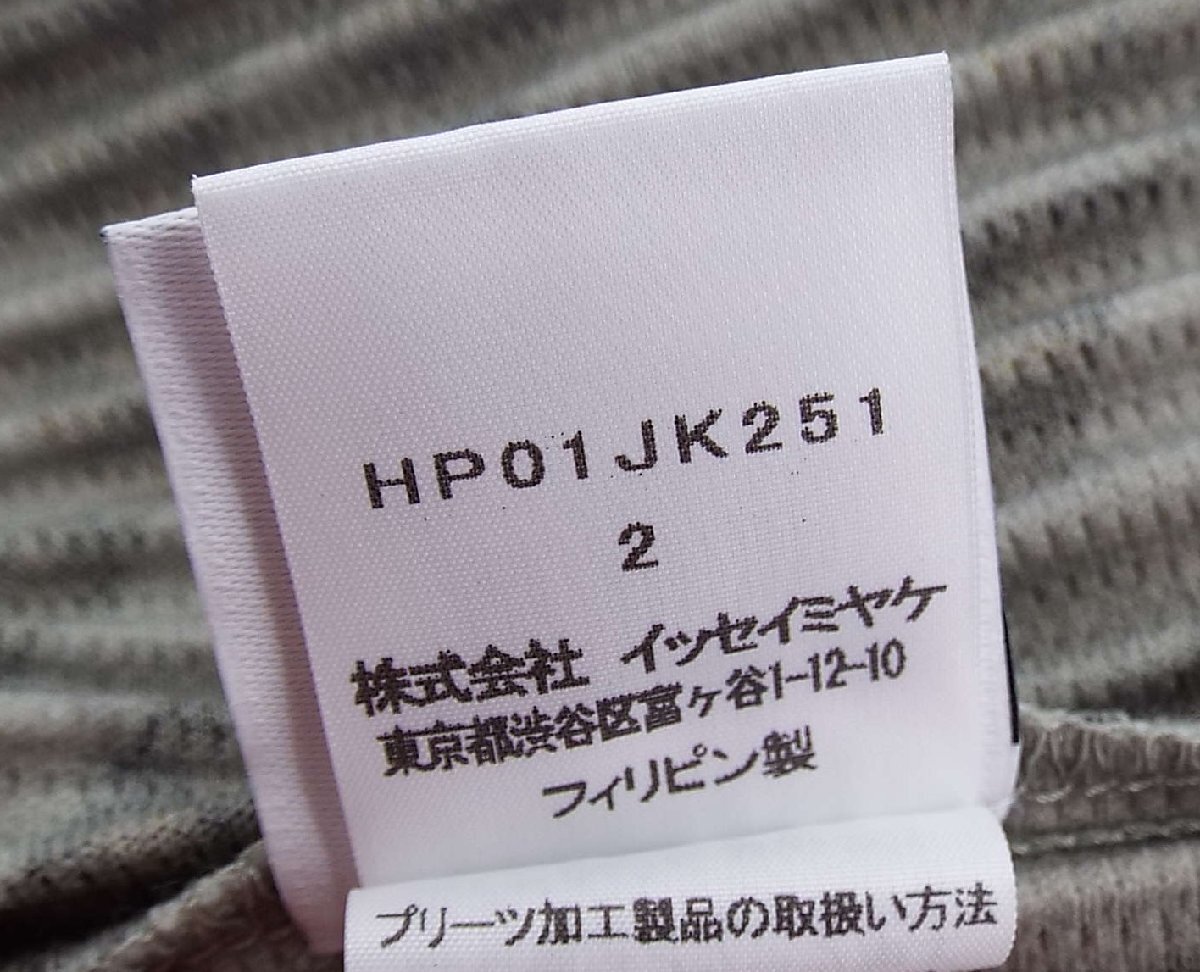 HP01JK251
2
株式会社 イッセイミヤケ
東京都渋谷区富ヶ谷1-12-10
フィリピン製
プリーツ加工製品の取扱い方法